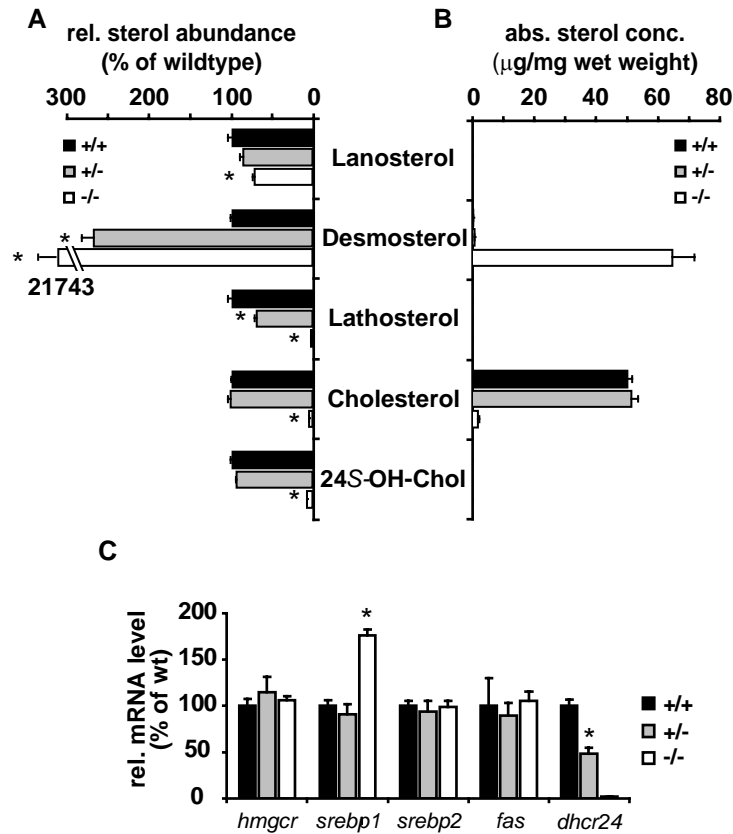 A
rel. sterol abundance
(% of wildtype)
300 200 100 0
+/+
+/-
-/-
*
*
*
21743
*
*
*
*
Lanosterol
Desmosterol
Lathosterol
Cholesterol
24S-OH-Chol
B
abs. sterol conc.
(μg/mg wet weight)
0 20 40 60 80
+/+
+/-
-/-
C
rel. mRNA level
(% of wt)
200
150
100
50
0
*
*
hmgcr srebp1 srebp2 fas dhcr24
+/+
+/-
-/-